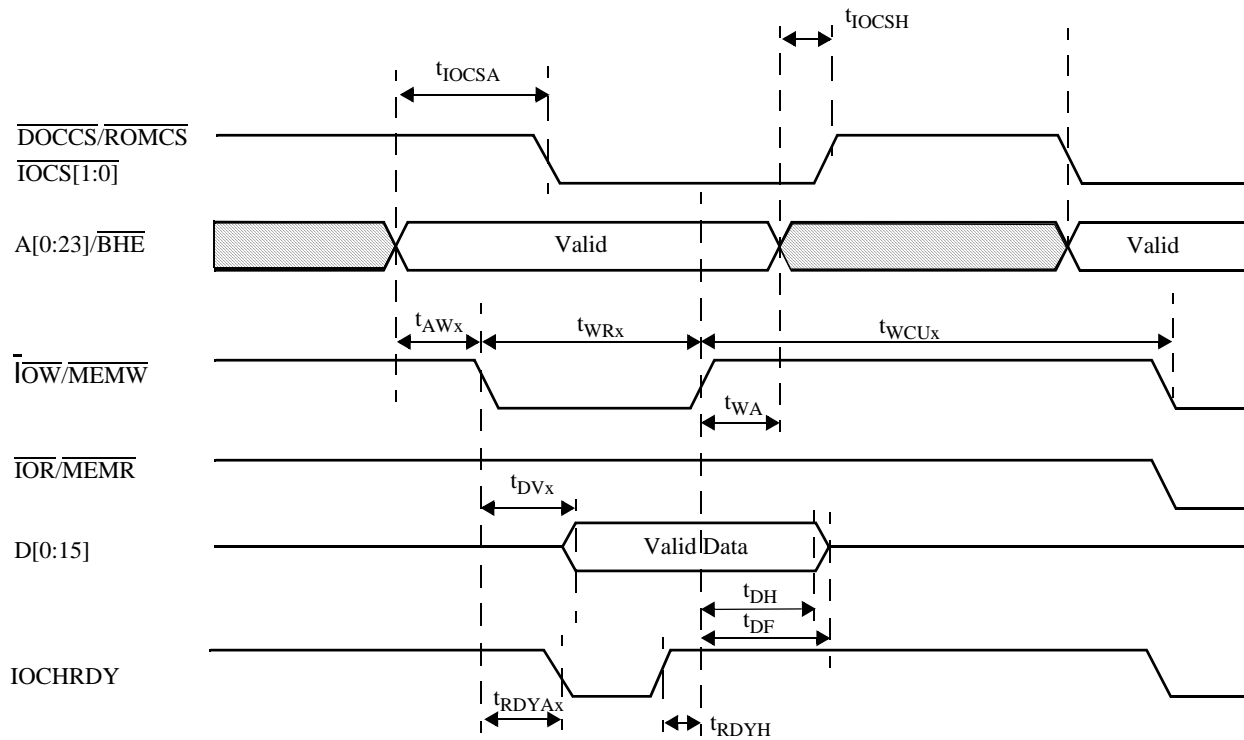 tIOCSH
tIOCSA
DOCCS/ROMCS
IOCS[1:0]
A[0:23]/BHE
Valid
Valid
tAWx
tWRx
tWCUx
IOW/MEMW
tWA
IOR/MEMR
tDVx
D[0:15]
Valid Data
tDH
tDF
IOCHRDY
tRDYAx
tRDYH